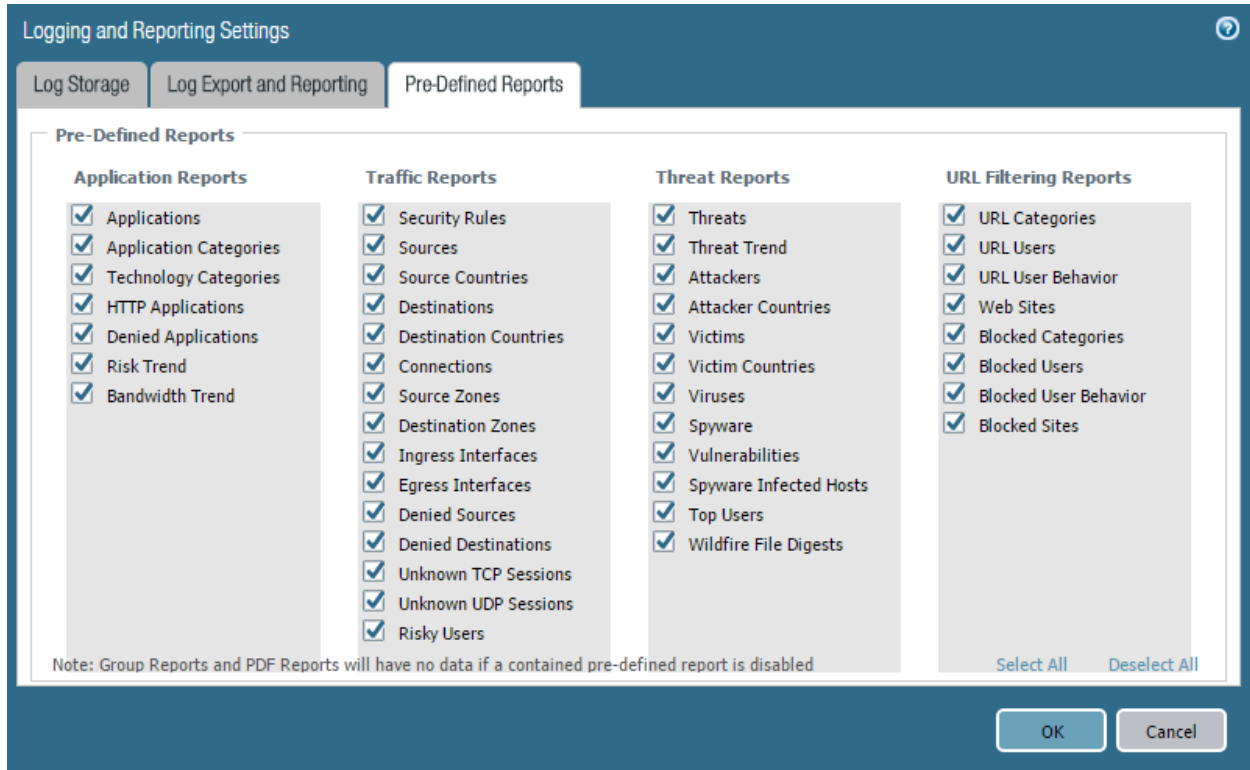 Logging and Reporting Settings
Log Storage
Log Export and Reporting
Pre-Defined Reports
Pre-Defined Reports
Application Reports
Applications
Application Categories
Technology Categories
HTTP Applications
Denied Applications
Risk Trend
Bandwidth Trend
Traffic Reports
Security Rules
Sources
Source Countries
Destinations
Destination Countries
Connections
Source Zones
Destination Zones
Ingress Interfaces
Egress Interfaces
Denied Sources
Denied Destinations
Unknown TCP Sessions
Unknown UDP Sessions
Risky Users
Threat Reports
Threats
Threat Trend
Attackers
Attacker Countries
Victims
Victim Countries
Viruses
Spyware
Vulnerabilities
Spyware Infected Hosts
Top Users
Wildfire File Digests
URL Filtering Reports
URL Categories
URL Users
URL User Behavior
Web Sites
Blocked Categories
Blocked Users
Blocked User Behavior
Blocked Sites
Note: Group Reports and PDF Reports will have no data if a contained pre-defined report is disabled
Select All
Deselect All
OK
Cancel